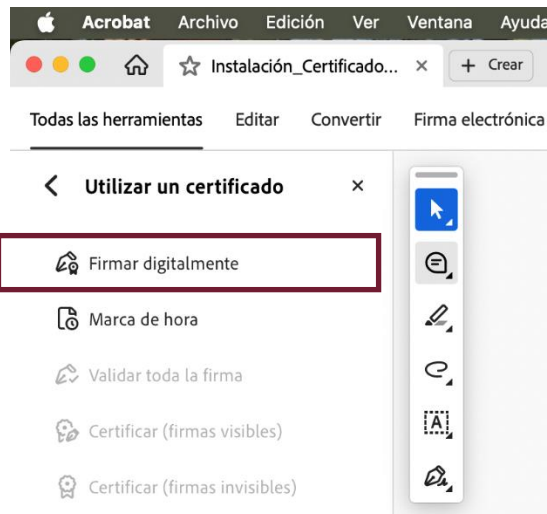 Acrobat Archivo Edición Ver Ventana Ayuda
Instalación_Certificado... × + Crear
Todas las herramientas Editar Convertir Firma electrónica
Utilizar un certificado ×
Firmar digitalmente
Marca de hora
Validar toda la firma
Certificar (firmas visibles)
Certificar (firmas invisibles)